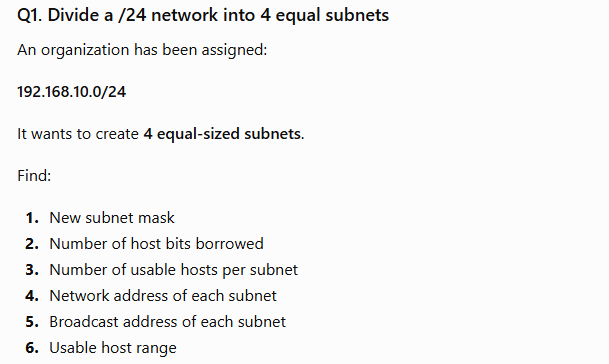 Q1. Divide a /24 network into 4 equal subnets
An organization has been assigned:
192.168.10.0/24
It wants to create 4 equal-sized subnets.
Find:
1. New subnet mask
2. Number of host bits borrowed
3. Number of usable hosts per subnet
4. Network address of each subnet
5. Broadcast address of each subnet
6. Usable host range